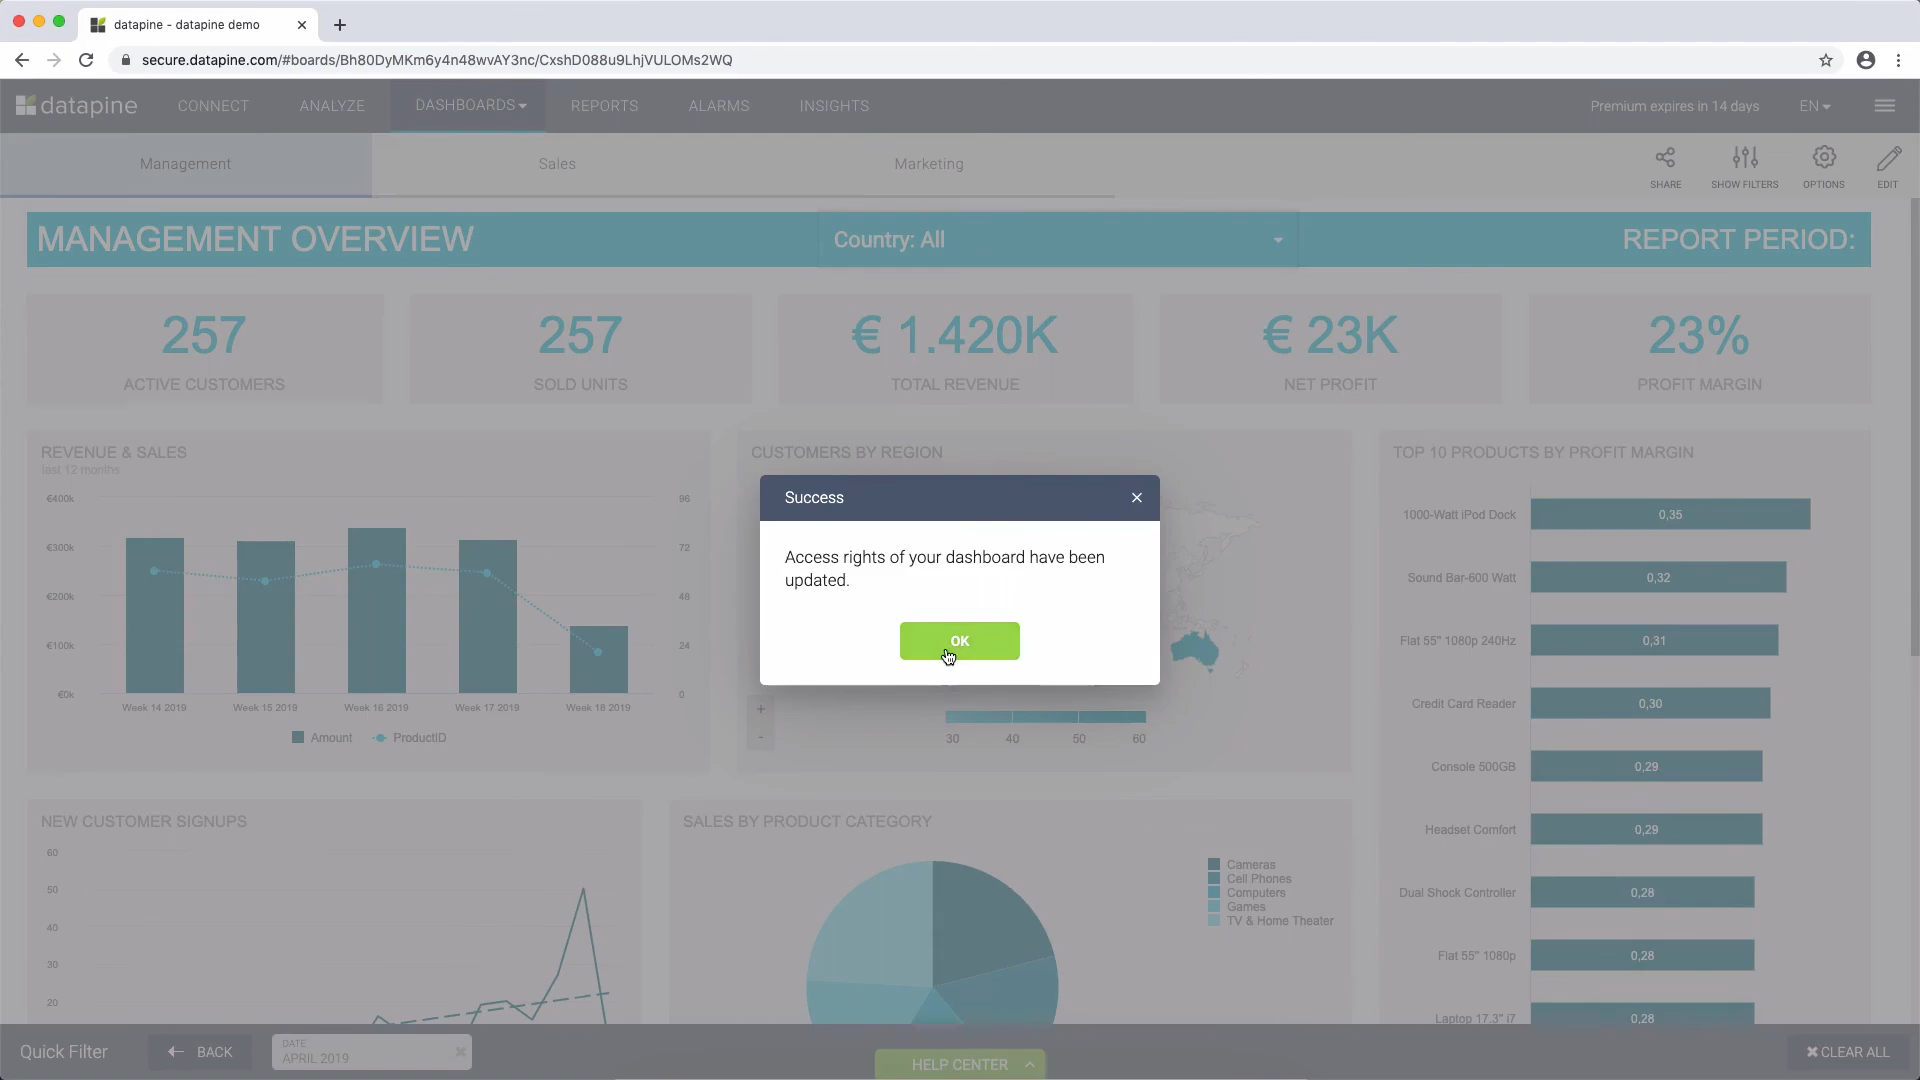 datapine - datapine demo
secure.datapine.com/#boards/Bh80DyMKm6y4n48wvAY3nc/CxshD088u9LhjVULOMs2WQ
datapine
CONNECT
ANALYZE
DASHBOARDS
REPORTS
ALARMS
INSIGHTS
Premium expires in 14 days
EN
Management
Sales
Marketing
SHARE
SHOW FILTERS
OPTIONS
EDIT
MANAGEMENT OVERVIEW
Country: All
REPORT PERIOD:
257
ACTIVE CUSTOMERS
257
SOLD UNITS
€ 1.420K
TOTAL REVENUE
€ 23K
NET PROFIT
23%
PROFIT MARGIN
REVENUE & SALES
last 12 months
€400k
€300k
€200k
€100k
€0k
96
72
48
24
0
Week 14 2019
Week 15 2019
Week 16 2019
Week 17 2019
Week 18 2019
Amount
ProductID
CUSTOMERS BY REGION
+
-
30
40
50
60
Success
Access rights of your dashboard have been
updated.
OK
TOP 10 PRODUCTS BY PROFIT MARGIN
1000-Watt iPod Dock 0,35
Sound Bar-600 Watt 0,32
Flat 55" 1080p 240Hz 0,31
Credit Card Reader 0,30
Console 500GB 0,29
Headset Comfort 0,29
Dual Shock Controller 0,28
Flat 55" 1080p 0,28
Laptop 17.3" i7 0,28
NEW CUSTOMER SIGNUPS
60
50
40
30
20
SALES BY PRODUCT CATEGORY
Cameras
Cell Phones
Computers
Games
TV & Home Theater
Quick Filter
BACK
DATE
APRIL 2019
HELP CENTER
CLEAR ALL